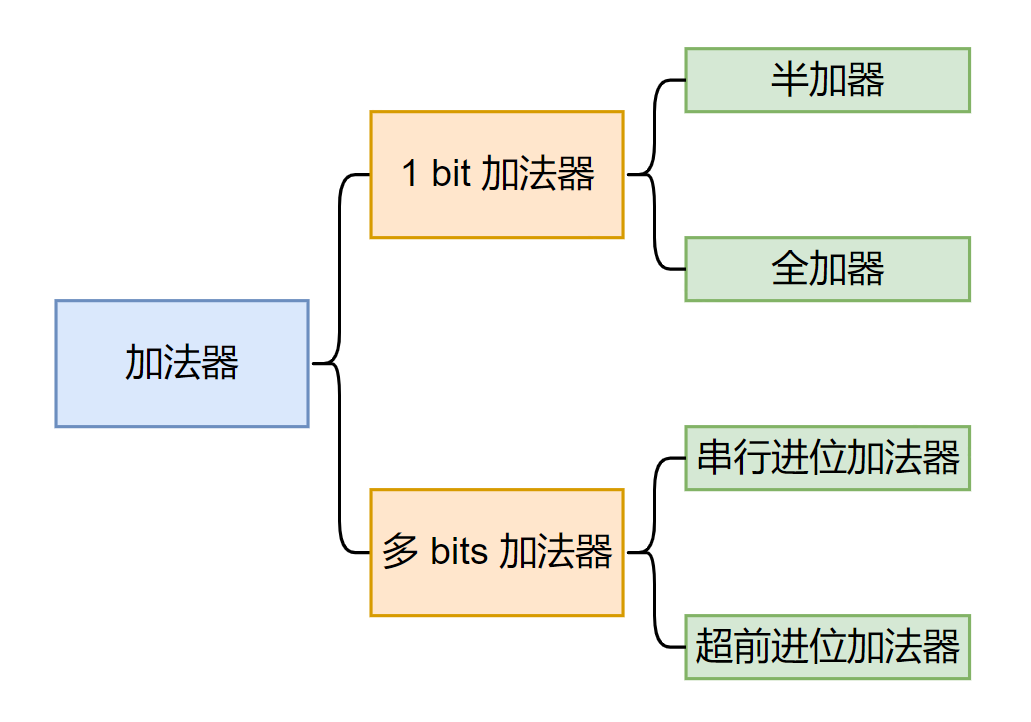 加法器
1 bit 加法器
半加器
全加器
多 bits 加法器
串行进位加法器
超前进位加法器